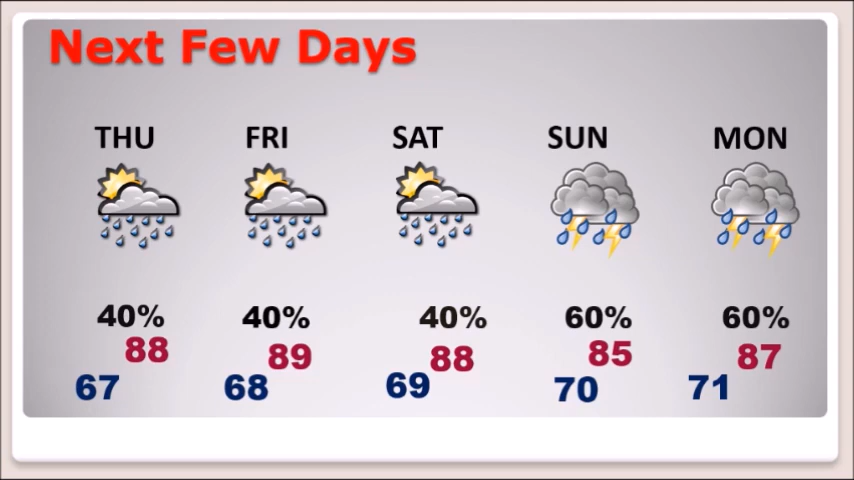 Next Few Days
THU FRI SAT SUN MON
40% 40% 40% 60% 60%
88 89 88 85 87
67 68 69 70 71